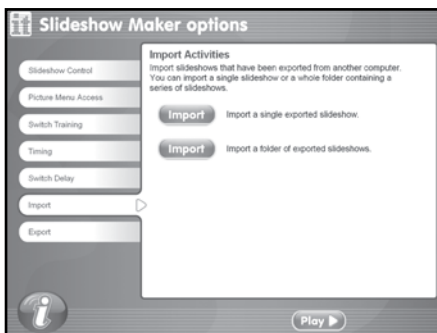 Slideshow Maker options
Slideshow Control
Picture Menu Access
Switch Training
Timing
Switch Delay
Import
Export
Import Activities
Import slideshows that have been exported from another computer.
You can import a single slideshow or a whole folder containing a
series of slideshows.
Import Import a single exported slideshow.
Import Import a folder of exported slideshows.
i
Play